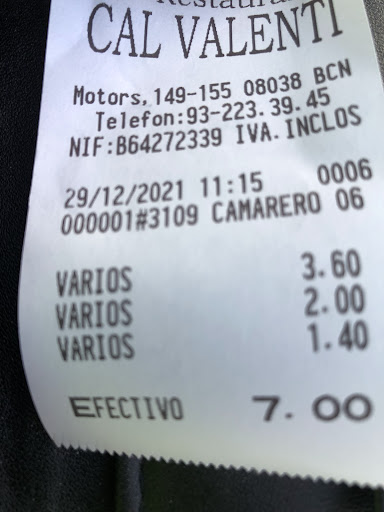 Restaurant
CAL VALENTI
Motors, 149-155 08038 BCN
Telefon:93-223.39.45
NIF:B64272339 IVA.INCLOS
29/12/2021 11:15 0006
000001#3109 CAMARERO 06
VARIOS 3.60
VARIOS 2.00
VARIOS 1.40
EFECTIVO 7.00